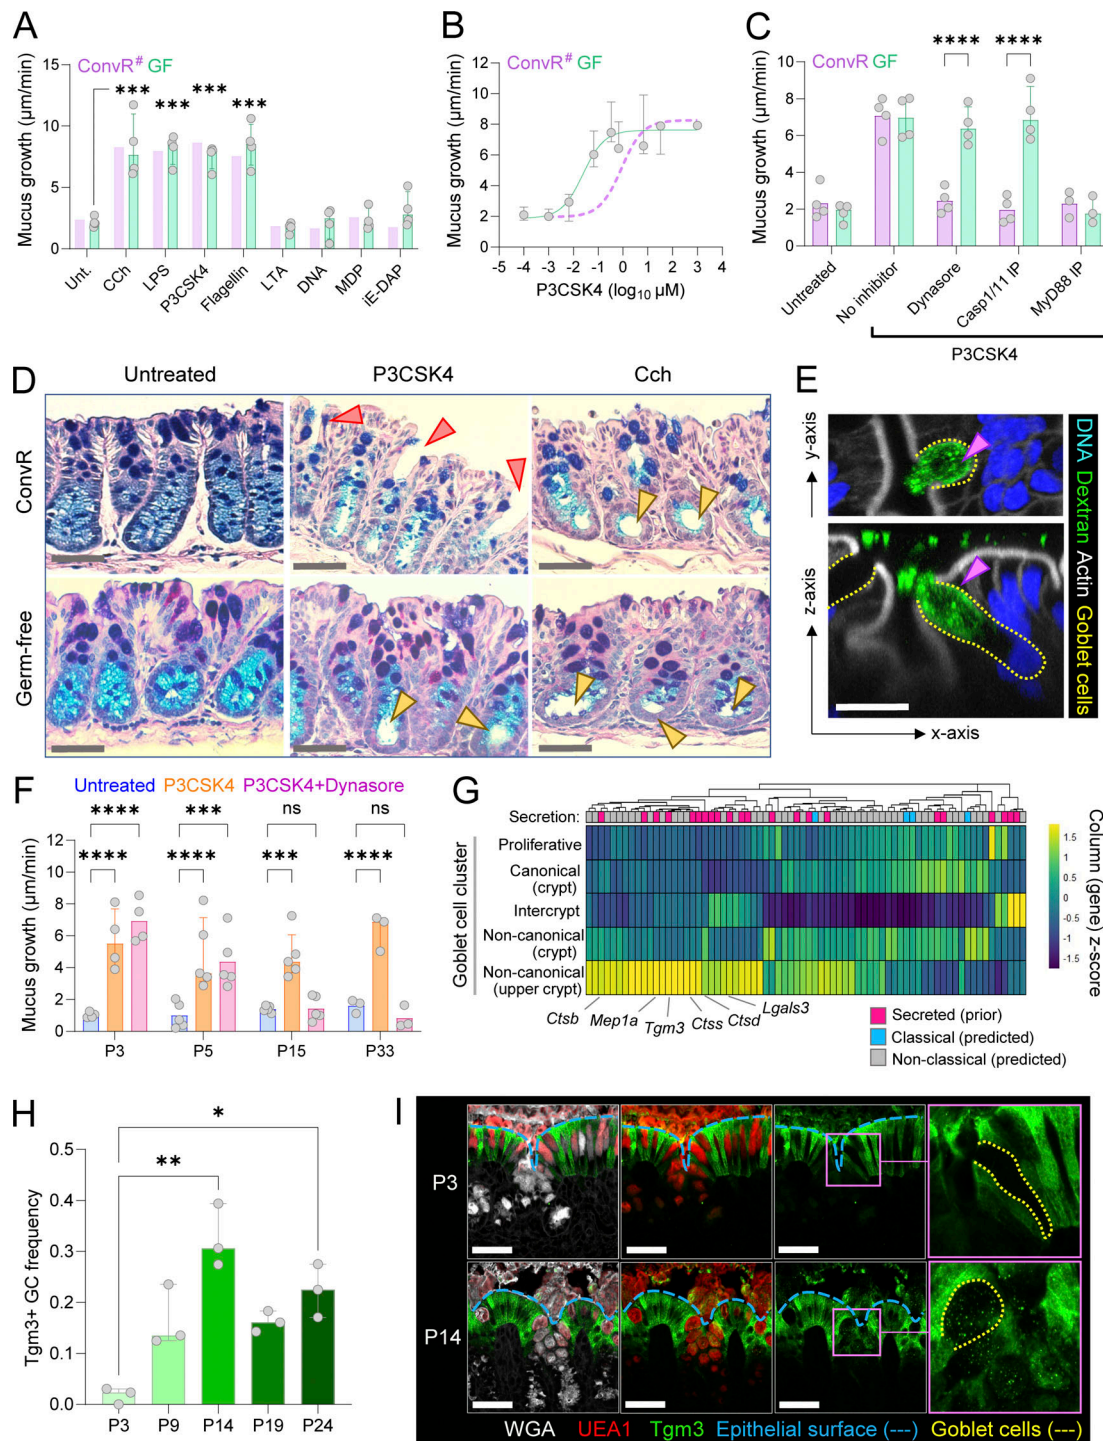 A
ConvR# GF
Mucus growth (µm/min)
15
12
9
6
3
0
***
***
***
***
Unt.
CCh
LPS
P3CSK4
Flagellin
LTA
DNA
MDP
iE-DAP
B
ConvR# GF
Mucus growth (µm/min)
12
10
8
6
4
2
0
-5 -4 -3 -2 -1 0 1 2 3 4
P3CSK4 (log10 µM)
C
ConvR GF
Mucus growth (µm/min)
10
8
6
4
2
0
**** ****
Untreated
No inhibitor
Dynasore
Casp1/11 IP
MyD88 IP
P3CSK4
D
Untreated P3CSK4 Cch
ConvR
Germ-free
E
y-axis
z-axis
x-axis
DNA Dextran Actin Goblet cells
F
Untreated P3CSK4 P3CSK4+Dynasore
Mucus growth (µm/min)
12
10
8
6
4
2
0
**** *** ns ns
**** **** *** ****
P3 P5 P15 P33
G
Secretion:
Goblet cell cluster
Proliferative
Canonical
(crypt)
Intercrypt
Non-canonical
(crypt)
Non-canonical
(upper crypt)
Ctsb Mep1a Tgm3 Ctss Ctsd Lgals3
1.5
1
0.5
0
-0.5
-1
-1.5
Column (gene) z-score
Secreted (prior)
Classical (predicted)
Non-classical (predicted)
H
Tgm3+ GC frequency
0.5
0.4
0.3
0.2
0.1
0.0
*
**
P3 P9 P14 P19 P24
I
P3
P14
WGA UEA1 Tgm3 Epithelial surface (---) Goblet cells (---)